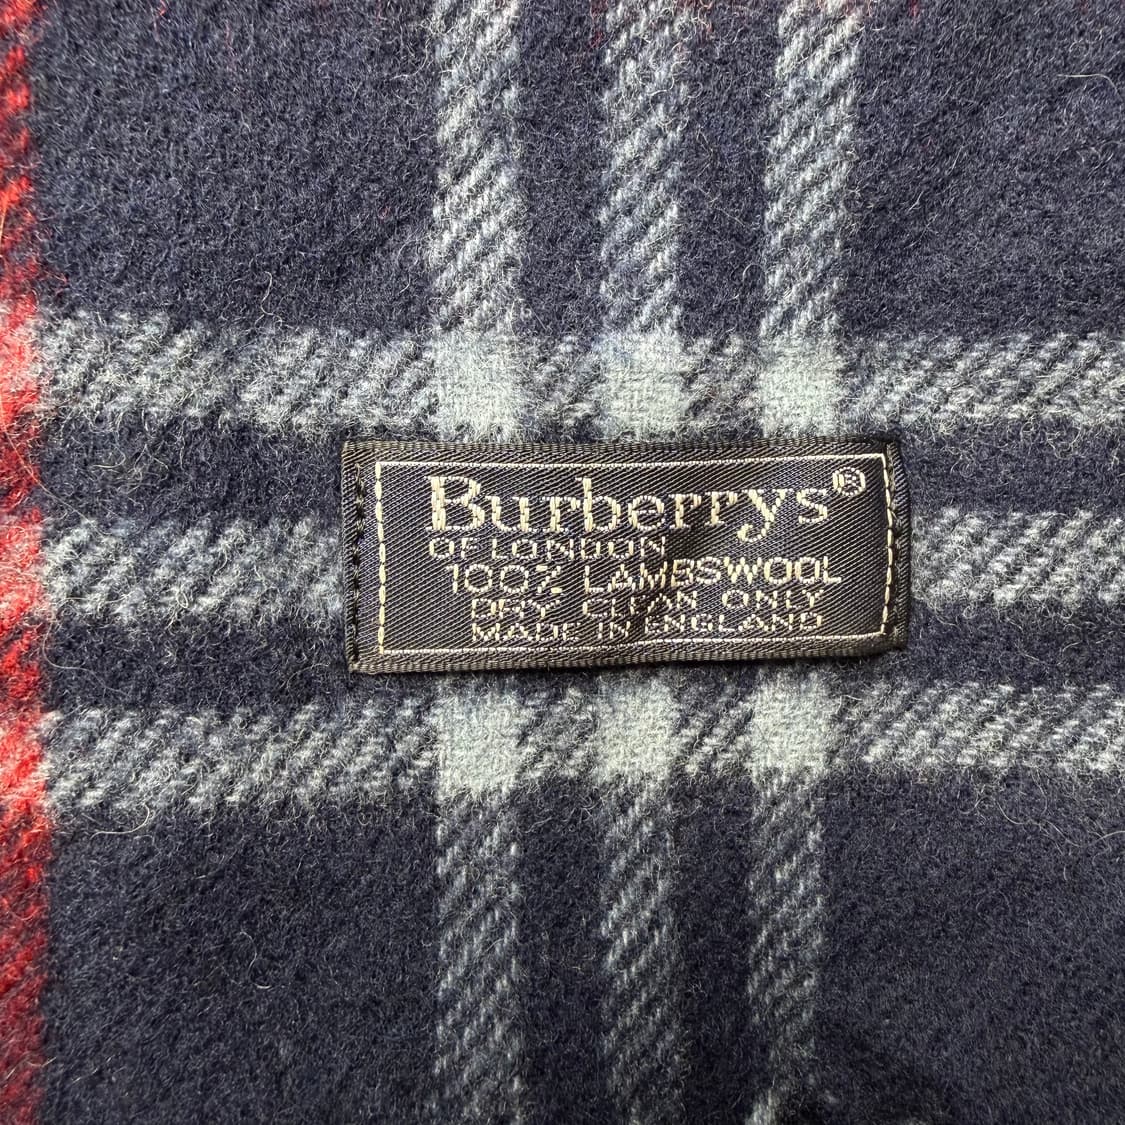 Burberrys®
OF LONDON
100% LAMBSWOOL
DRY CLEAN ONLY
MADE IN ENGLAND